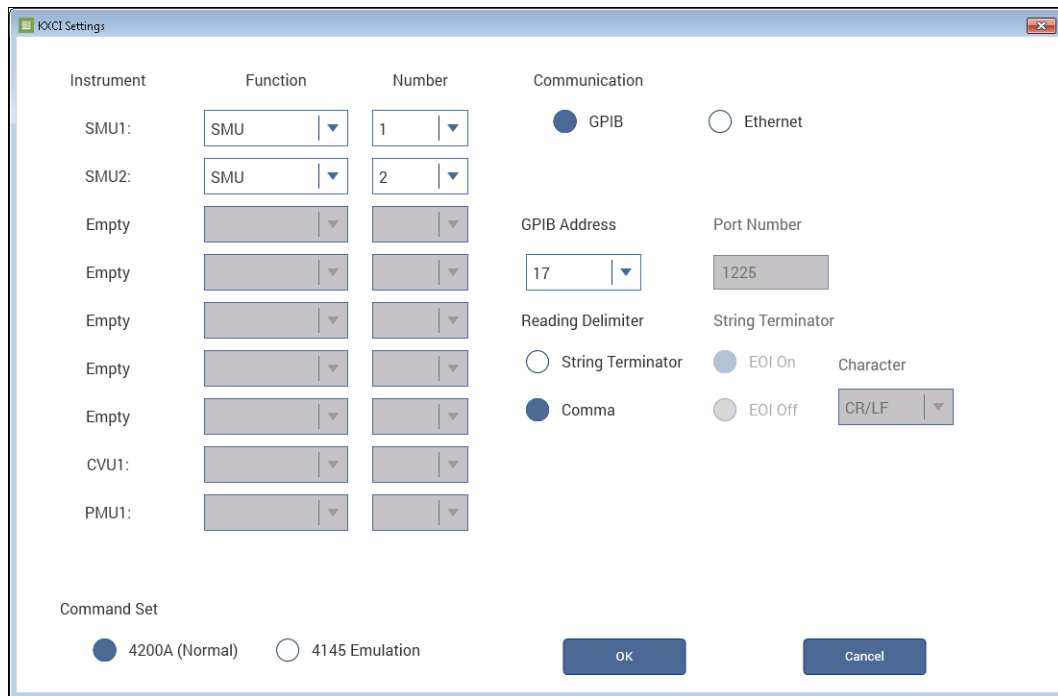 KXCI Settings
Instrument Function Number Communication
SMU1: SMU 1 GPIB Ethernet
SMU2: SMU 2
Empty GPIB Address Port Number
Empty 17 1225
Empty Reading Delimiter String Terminator
Empty String Terminator EOI On Character
Empty Comma EOI Off CR/LF
CVU1:
PMU1:
Command Set
4200A (Normal) 4145 Emulation OK Cancel